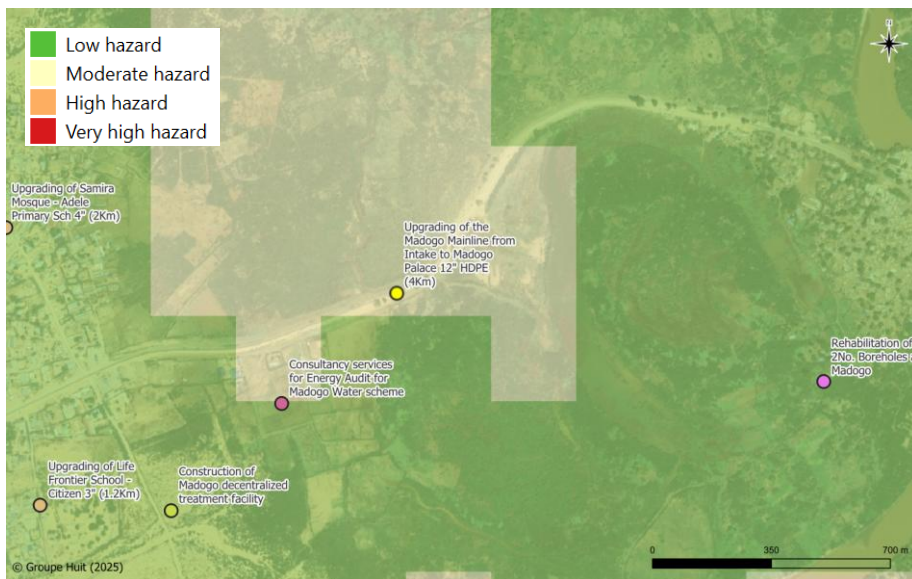 Low hazard
Moderate hazard
High hazard
Very high hazard
N
Upgrading of Samira
Mosque - Adele
Primary Sch 4" (2Km)
Upgrading of the
Madogo Mainline from
Intake to Madogo
Palace 12" HDPE
(4Km)
Rehabilitation of
2No. Boreholes
Madogo
Consultancy services
for Energy Audit for
Madogo Water scheme
Upgrading of Life
Frontier School -
Citizen 3" (1.2Km)
Construction of
Madogo decentralized
treatment facility
0 350 700 m
© Groupe Huit (2025)